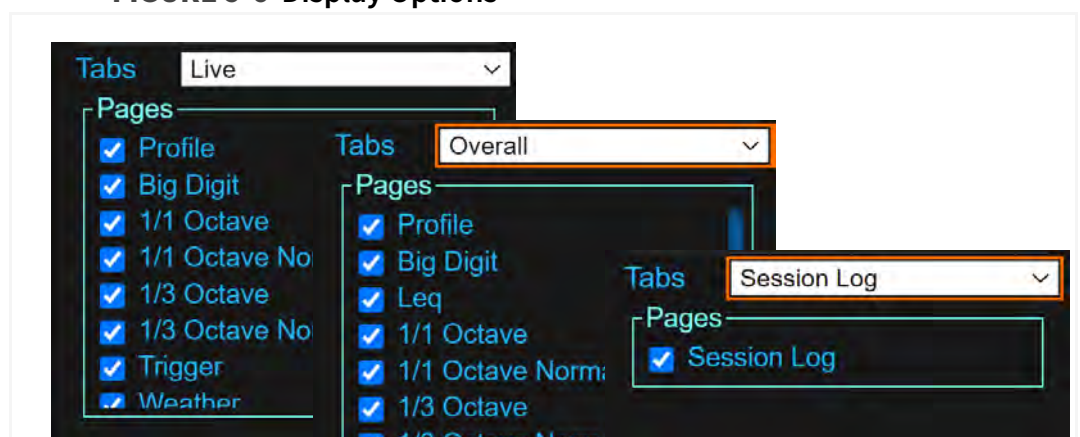 Display Options
Tabs Live
Pages
Profile
Big Digit
1/1 Octave
1/1 Octave No
1/3 Octave
1/3 Octave No
Trigger
Weather
Tabs Overall
Pages
Profile
Big Digit
Leq
1/1 Octave
1/1 Octave Norma
1/3 Octave
Tabs Session Log
Pages
Session Log